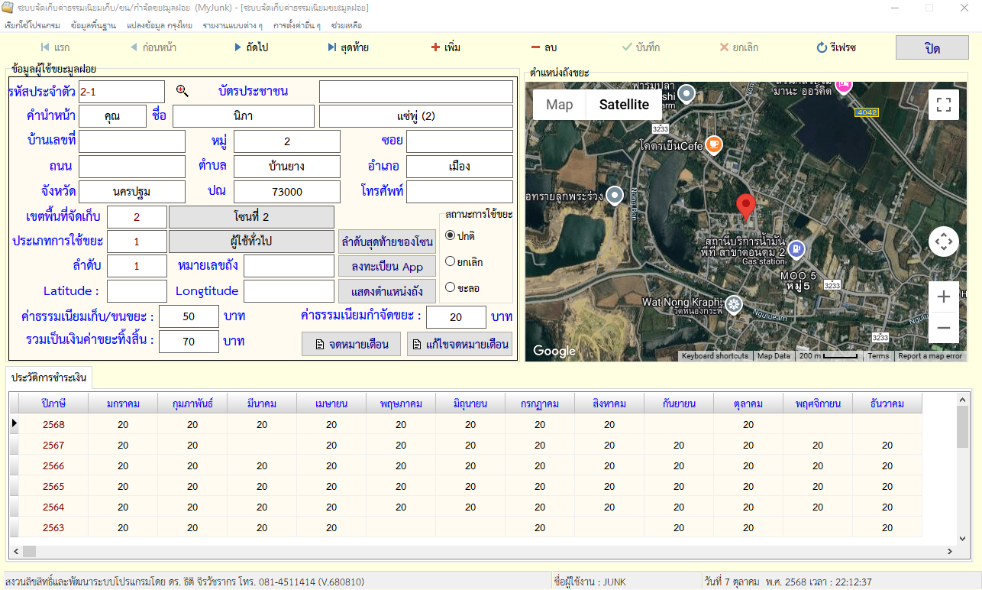 ระบบจัดเก็บค่าธรรมเนียมเก็บ/ขน/กำจัดขยะมูลฝอย (MyJunk) - [ระบบจัดเก็บค่าธรรมเนียมขยะมูลฝอย]
เรียกใช้โปรแกรม ข้อมูลพื้นฐาน แปลงข้อมูล กรุงไทย รายงานแบบต่าง ๆ การตั้งค่าอื่น ๆ ช่วยเหลือ
แรก ก่อนหน้า ถัดไป สุดท้าย เพิ่ม ลบ บันทึก ยกเลิก รีเฟรช ปิด
ข้อมูลผู้ใช้ขยะมูลฝอย
รหัสประจำตัว 2-1 บัตรประชาชน
คำนำหน้า คุณ ชื่อ นิภา แซ่ฟู่ (2)
บ้านเลขที่ หมู่ 2 ซอย
ถนน ตำบล บ้านยาง อำเภอ เมือง
จังหวัด นครปฐม ปณ 73000 โทรศัพท์
เขตพื้นที่จัดเก็บ 2 โซนที่ 2
ประเภทการใช้ขยะ 1 ผู้ใช้ทั่วไป ลำดับสุดท้ายของโซน
ลำดับ 1 หมายเลขถัง ลงทะเบียน App
Latitude : Longtitude แสดงตำแหน่งถัง
สถานะการใช้ขยะ
ปกติ
ยกเลิก
ชะลอ
ค่าธรรมเนียมเก็บ/ขนขยะ : 50 บาท ค่าธรรมเนียมกำจัดขยะ : 20 บาท
รวมเป็นเงินค่าขยะทั้งสิ้น : 70 บาท จดหมายเตือน แก้ไขจดหมายเตือน
ตำแหน่งถังขยะ
Map Satellite
มานะ ออร์คิด
4042
3233
โคตรเย็นCefe
สถานีบริการน้ำมัน
พีที สาขาดอนตูม 2
Gas station
MOO 5
หมู่ 5
3233
Wat Nong Kraphi
วัดหนองกระพี้
3233
Google
Keyboard shortcuts Map Data 200 m Terms Report a map error
ประวัติการชำระเงิน
ปีภาษี มกราคม กุมภาพันธ์ มีนาคม เมษายน พฤษภาคม มิถุนายน กรกฎาคม สิงหาคม กันยายน ตุลาคม พฤศจิกายน ธันวาคม
2568 20 20 20 20 20 20 20 20 20
2567 20 20 20 20 20 20 20 20 20 20 20
2566 20 20 20 20 20 20 20 20 20 20 20 20
2565 20 20 20 20 20 20 20 20 20 20 20 20
2564 20 20 20 20 20 20 20 20 20 20 20 20
2563 20 20 20 20 20 20 20 20
สงวนลิขสิทธิ์และพัฒนาระบบโปรแกรมโดย ดร. ธิติ จิรวัชรากร โทร. 081-4511414 (V.680810) ชื่อผู้ใช้งาน : JUNK วันที่ 7 ตุลาคม พ.ศ. 2568 เวลา : 22:12:37